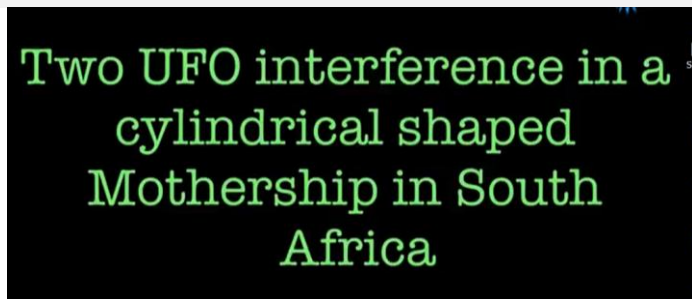 Two UFO interference in a
cylindrical shaped
Mothership in South
Africa